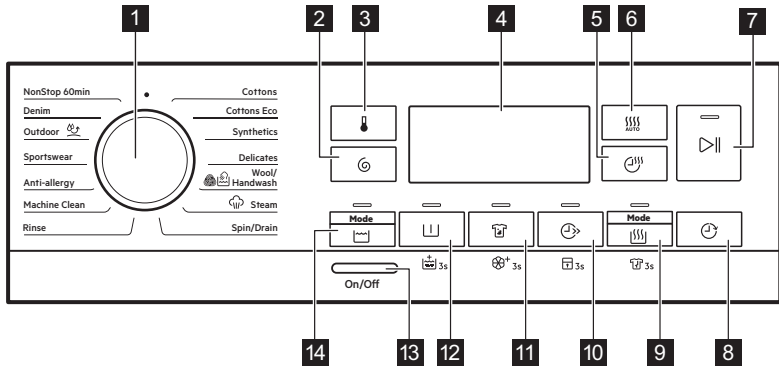 1
2
3
4
5
6
7
NonStop 60min
Denim
Outdoor
Sportswear
Anti-allergy
Machine Clean
Rinse
Cottons
Cottons Eco
Synthetics
Delicates
Wool/
Handwash
Steam
Spin/Drain
AUTO
Mode
Mode
+ 3s
+ 3s
3s
3s
On/Off
14
13
12
11
10
9
8